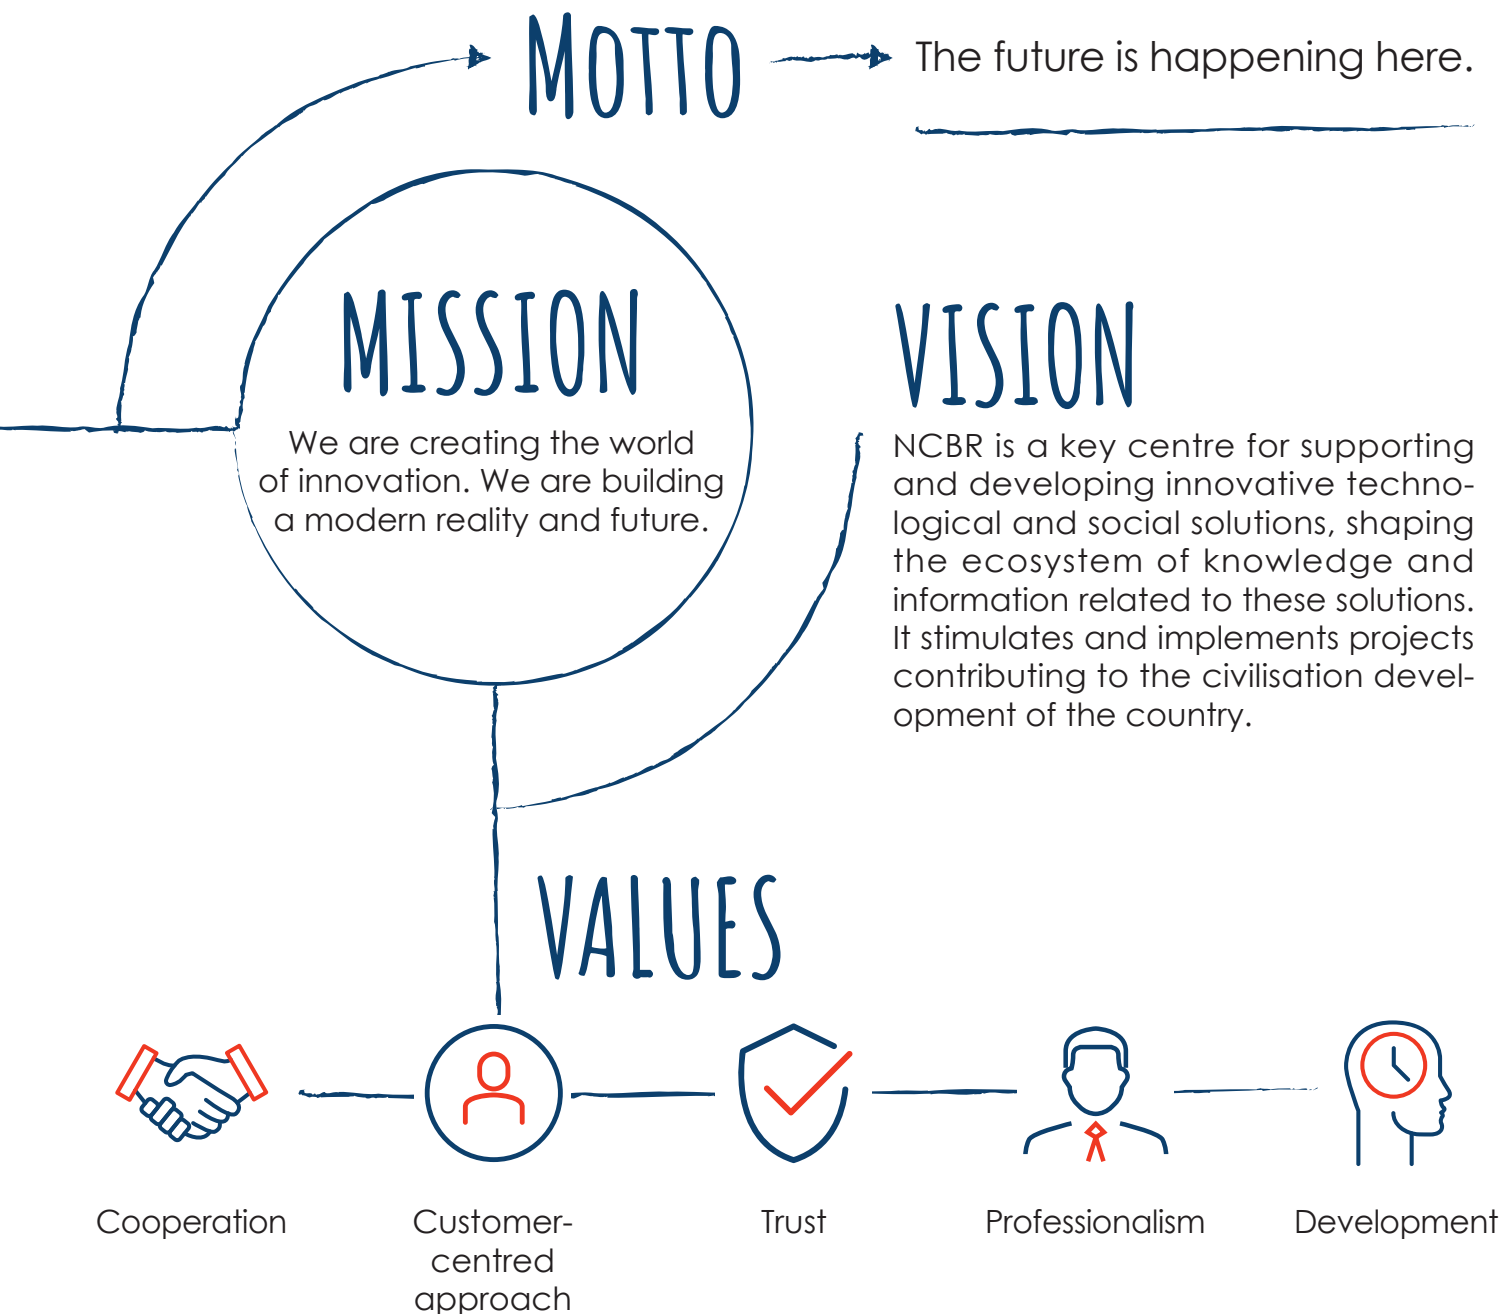 MOTTO
The future is happening here.
MISSION
We are creating the world
of innovation. We are building
a modern reality and future.
VISION
NCBR is a key centre for supporting
and developing innovative techno-
logical and social solutions, shaping
the ecosystem of knowledge and
information related to these solutions.
It stimulates and implements projects
contributing to the civilisation devel-
opment of the country.
VALUES
Cooperation
Customer-
centred
approach
Trust
Professionalism
Development